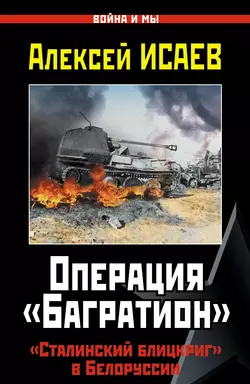 ВОЙНА И МЫ
Алексей ИСАЕВ
Операция
«Багратион»
«Сталинский блицкриг»
в Белоруссии